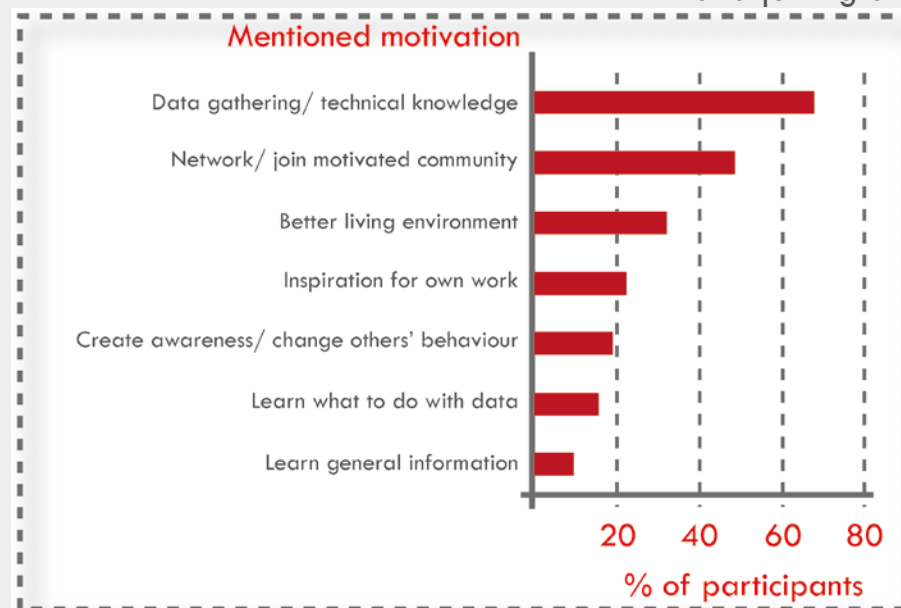 Mentioned motivation
Data gathering/ technical knowledge
Network/ join motivated community
Better living environment
Inspiration for own work
Create awareness/ change others' behaviour
Learn what to do with data
Learn general information
20 40 60 80
% of participants